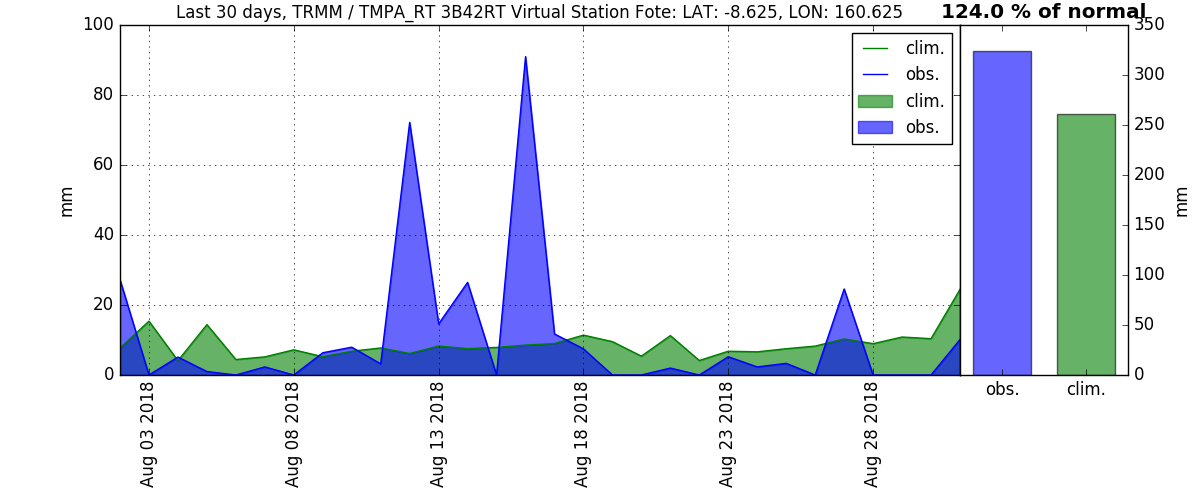 Last 30 days, TRMM / TMPA_RT 3B42RT Virtual Station Fote: LAT: -8.625, LON: 160.625
124.0 % of normal
100
80
60
40
20
0
mm
clim.
obs.
clim.
obs.
350
300
250
200
150
100
50
0
mm
obs.
clim.
Aug 03 2018
Aug 08 2018
Aug 13 2018
Aug 18 2018
Aug 23 2018
Aug 28 2018